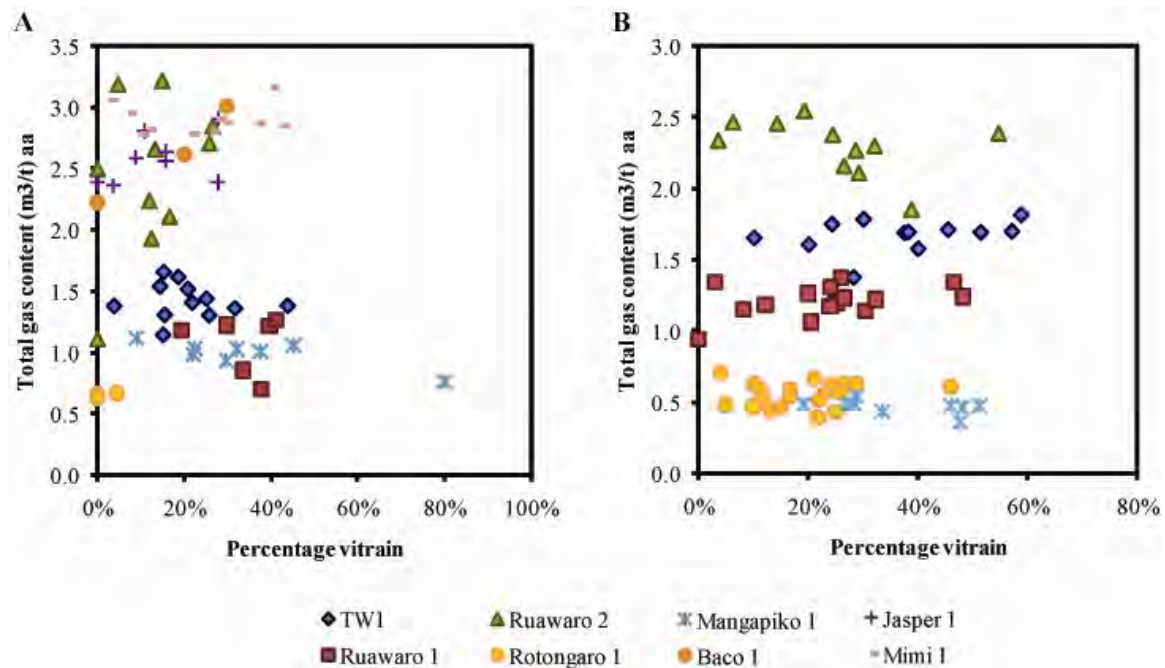 A
3.5
3.0
2.5
2.0
1.5
1.0
0.5
0.0
Total gas content (m3/t) aa
0% 20% 40% 60% 80% 100%
Percentage vitrain
B
3.0
2.5
2.0
1.5
1.0
0.5
0.0
Total gas content (m3/t) aa
0% 20% 40% 60% 80%
Percentage vitrain
TW1 Ruawaro 2 Mangapiko 1 Jasper 1
Ruawaro 1 Rotongaro 1 Baco 1 Mimi 1